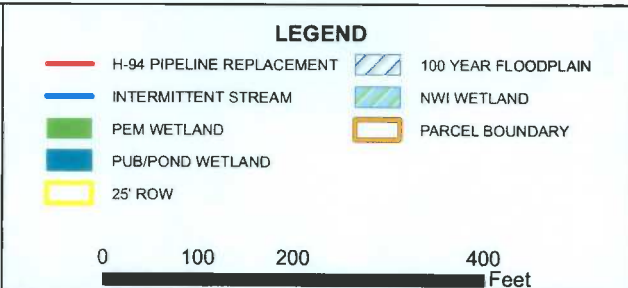 LEGEND
H-94 PIPELINE REPLACEMENT
INTERMITTENT STREAM
PEM WETLAND
PUB/POND WETLAND
25' ROW
100 YEAR FLOODPLAIN
NWI WETLAND
PARCEL BOUNDARY
0 100 200 400
Feet